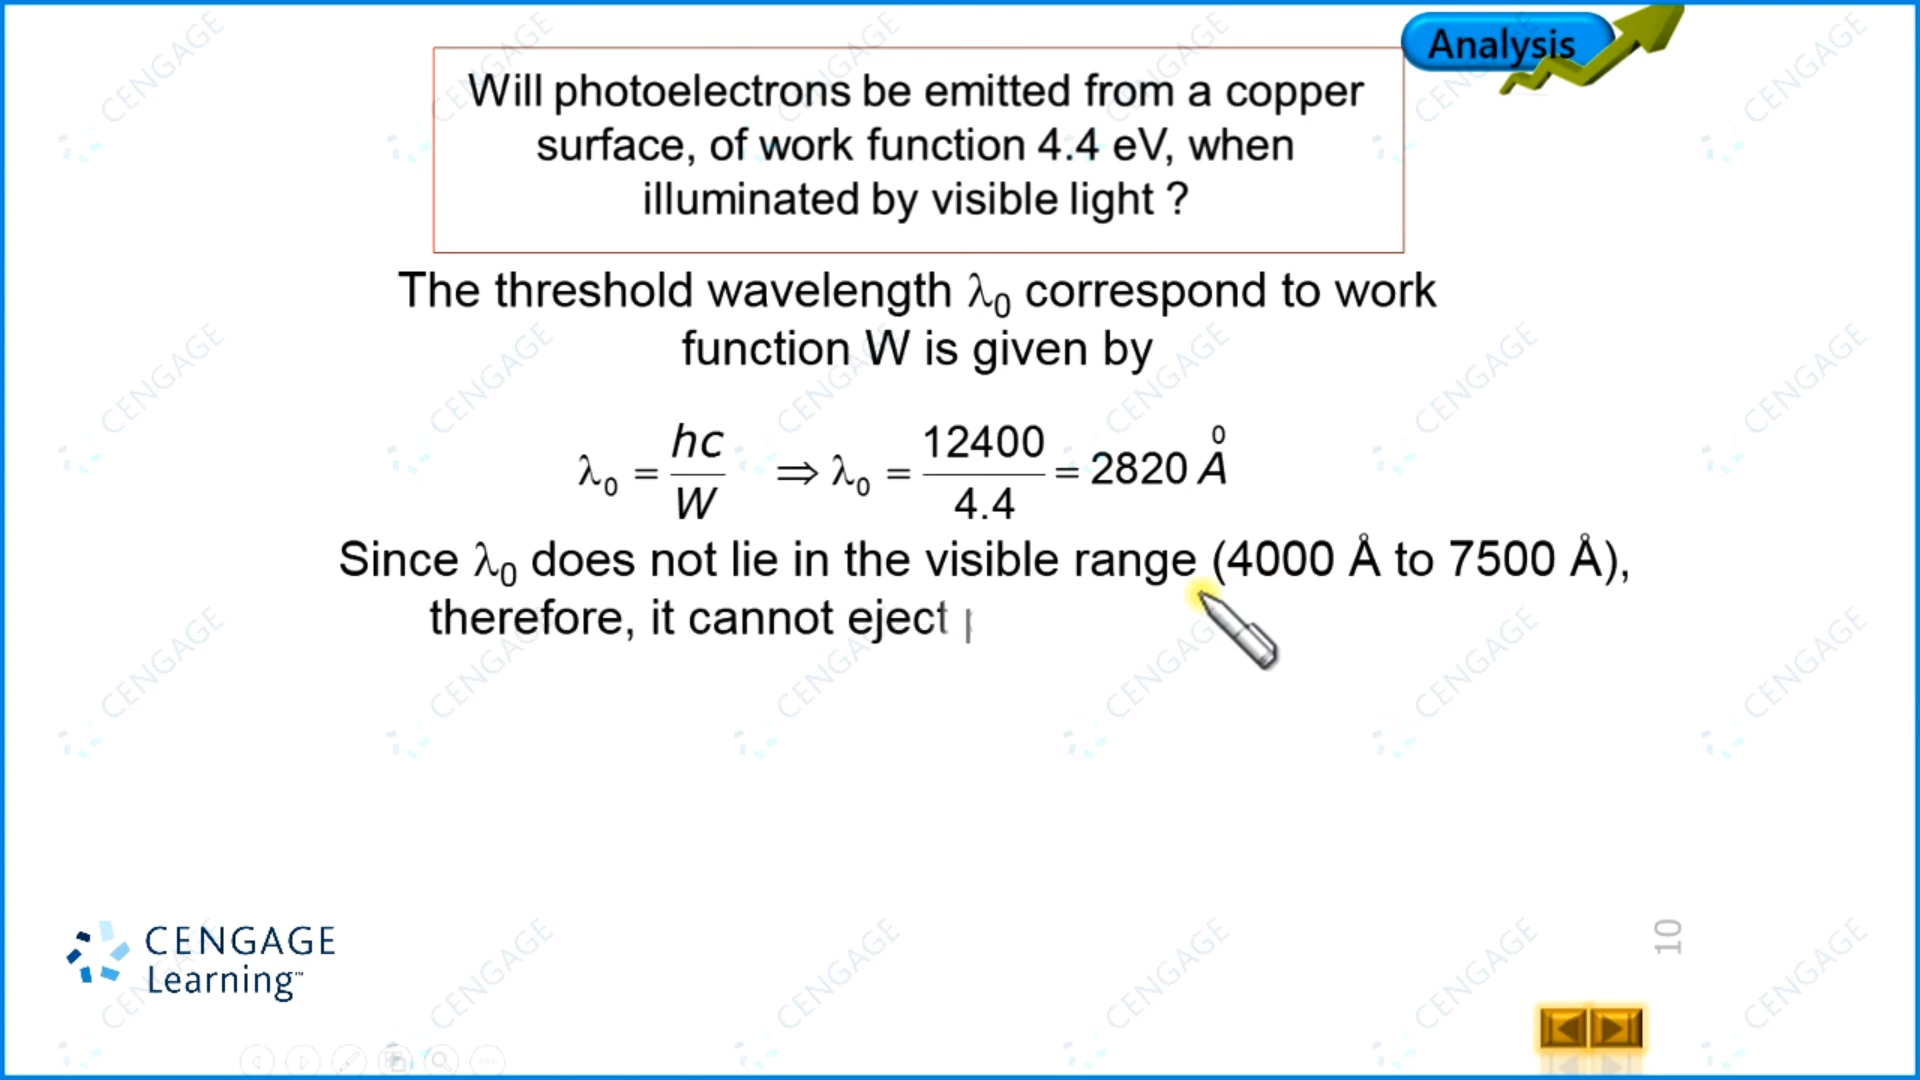 Analysis
Will photoelectrons be emitted from a copper
surface, of work function 4.4 eV, when
illuminated by visible light ?
The threshold wavelength λ₀ correspond to work
function W is given by
λ₀ = hc/W ⇒ λ₀ = 12400/4.4 = 2820 Å
Since λ₀ does not lie in the visible range (4000 Å to 7500 Å),
therefore, it cannot eject
CENGAGE
Learning™
10